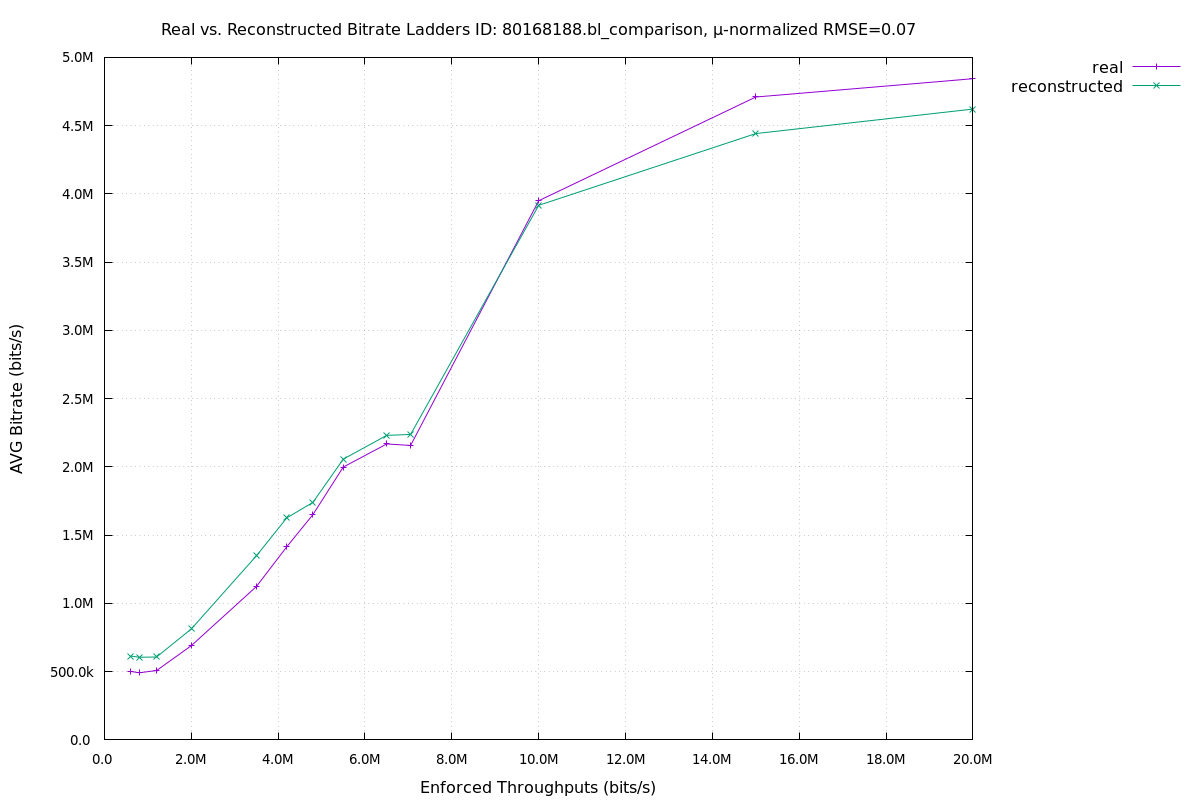 Real vs. Reconstructed Bitrate Ladders ID: 80168188.bl_comparison, μ-normalized RMSE=0.07
real
reconstructed
5.0M
4.5M
4.0M
3.5M
3.0M
2.5M
2.0M
1.5M
1.0M
500.0k
0.0
AVG Bitrate (bits/s)
0.0 2.0M 4.0M 6.0M 8.0M 10.0M 12.0M 14.0M 16.0M 18.0M 20.0M
Enforced Throughputs (bits/s)